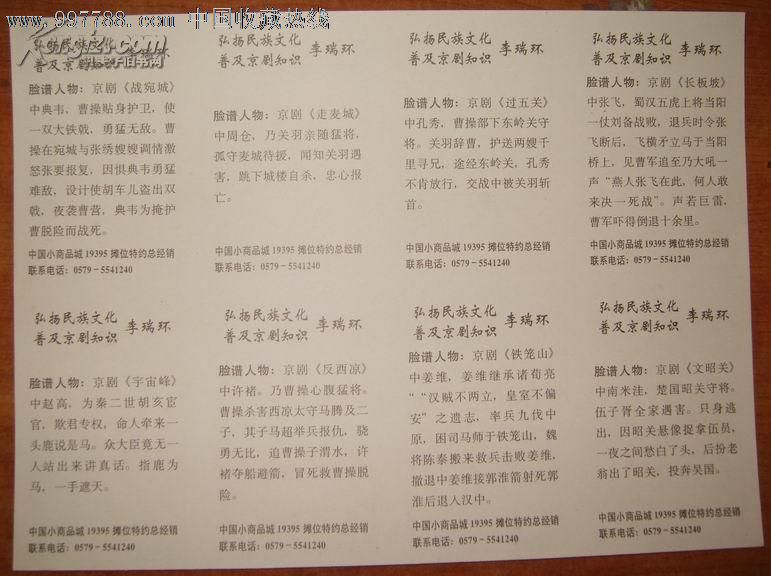 www.997788.com 中国收藏热线
弘扬民族文化
普及京剧知识
脸谱人物：京剧《战宛城》
中典韦，曹操贴身护卫，使
一双大铁戟，勇猛无敌。曹
操在宛城与张绣嫂嫂调情激
怒张要报复，因惧典韦勇猛
难敌，设计使胡车儿盗出双
戟，夜袭曹营，典韦为掩护
曹脱险而战死。
中国小商品城 19395 摊位特约总经销
联系电话：0579－5541240
弘扬民族文化
普及京剧知识
李瑞环
脸谱人物：京剧《走麦城》
中周仓，乃关羽亲随猛将，
孤守麦城待援，闻知关羽遇
害，跳下城楼自杀，忠心报
亡。
中国小商品城 19395 摊位特约总经销
联系电话：0579－5541240
弘扬民族文化
普及京剧知识
李瑞环
脸谱人物：京剧《过五关》
中孔秀，曹操部下东岭关守
将。关羽辞曹，护送两嫂千
里寻兄，途经东岭关，孔秀
不肯放行，交战中被关羽斩
首。
中国小商品城 19395 摊位特约总经销
联系电话：0579－5541240
弘扬民族文化
普及京剧知识
李瑞环
脸谱人物：京剧《长板坡》
中张飞，蜀汉五虎上将当阳
一仗刘备战败，退兵时令张
飞断后，飞横矛立马于当阳
桥上，见曹军追至乃大吼一
声“燕人张飞在此，何人敢
来决一死战”。声若巨雷，
曹军吓得倒退十余里。
中国小商品城 19395 摊位特约总经销
联系电话：0579－5541240
弘扬民族文化
普及京剧知识
李瑞环
脸谱人物：京剧《宇宙峰》
中赵高，为秦二世胡亥宦
官，欺君专权，命人牵来一
头鹿说是马。众大臣竟无一
人站出来讲真话。指鹿为
马，一手遮天。
中国小商品城 19395 摊位特约总经销
联系电话：0579－5541240
弘扬民族文化
普及京剧知识
李瑞环
脸谱人物：京剧《反西凉》
中许褚。乃曹操心腹猛将。
曹操杀害西凉太守马腾及二
子，其子马超举兵报仇，骁
勇无比，追曹操子渭水，许
褚夺船避箭，冒死救曹操脱
险。
中国小商品城 19395 摊位特约总经销
联系电话：0579－5541240
弘扬民族文化
普及京剧知识
李瑞环
脸谱人物：京剧《铁笼山》
中姜维，姜维继承诸荀亮
““汉贼不两立，皇室不偏
安”之遗志，率兵九伐中
原，困司马师于铁笼山，魏
将陈泰搬来救兵击败姜维，
撤退中姜维接郭淮箭射死郭
淮后退入汉中。
中国小商品城 19395 摊位特约总经销
联系电话：0579－5541240
弘扬民族文化
普及京剧知识
李瑞环
脸谱人物：京剧《文昭关》
中南米洼，楚国昭关守将。
伍子胥全家遇害。只身逃
出，因昭关悬像捉拿伍员，
一夜之间愁白了头，后扮老
翁出了昭关，投奔吴国。
中国小商品城 19395 摊位特约总经销
联系电话：0579－5541240